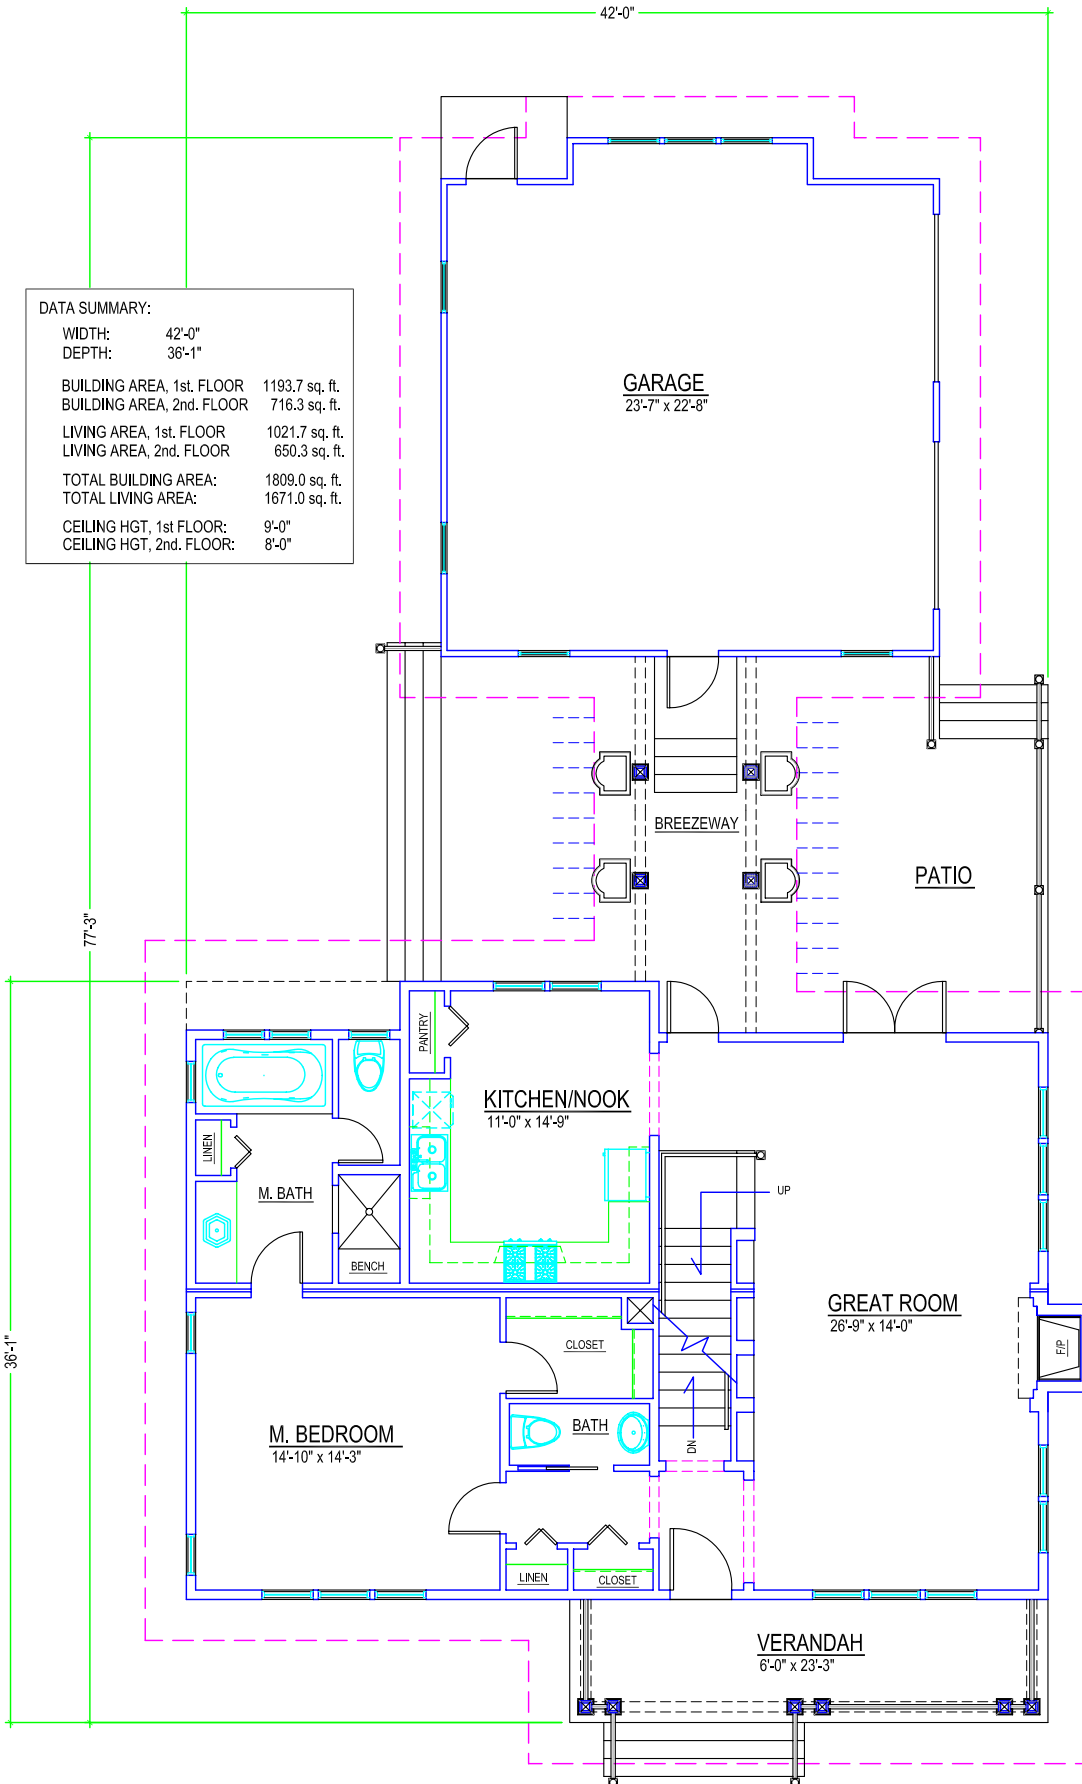 42'-0"
DATA SUMMARY:
WIDTH: 42'-0"
DEPTH: 36'-1"
BUILDING AREA, 1st. FLOOR 1193.7 sq. ft.
BUILDING AREA, 2nd. FLOOR 716.3 sq. ft.
LIVING AREA, 1st. FLOOR 1021.7 sq. ft.
LIVING AREA, 2nd. FLOOR 650.3 sq. ft.
TOTAL BUILDING AREA: 1809.0 sq. ft.
TOTAL LIVING AREA: 1671.0 sq. ft.
CEILING HGT, 1st FLOOR: 9'-0"
CEILING HGT, 2nd. FLOOR: 8'-0"
GARAGE
23'-7" x 22'-8"
BREEZEWAY
PATIO
77'-3"
PANTRY
KITCHEN/NOOK
11'-0" x 14'-9"
LINEN
M. BATH
UP
BENCH
GREAT ROOM
26'-9" x 14'-0"
F/P
36'-1"
CLOSET
M. BEDROOM
14'-10" x 14'-3"
BATH
DN
LINEN
CLOSET
VERANDAH
6'-0" x 23'-3"